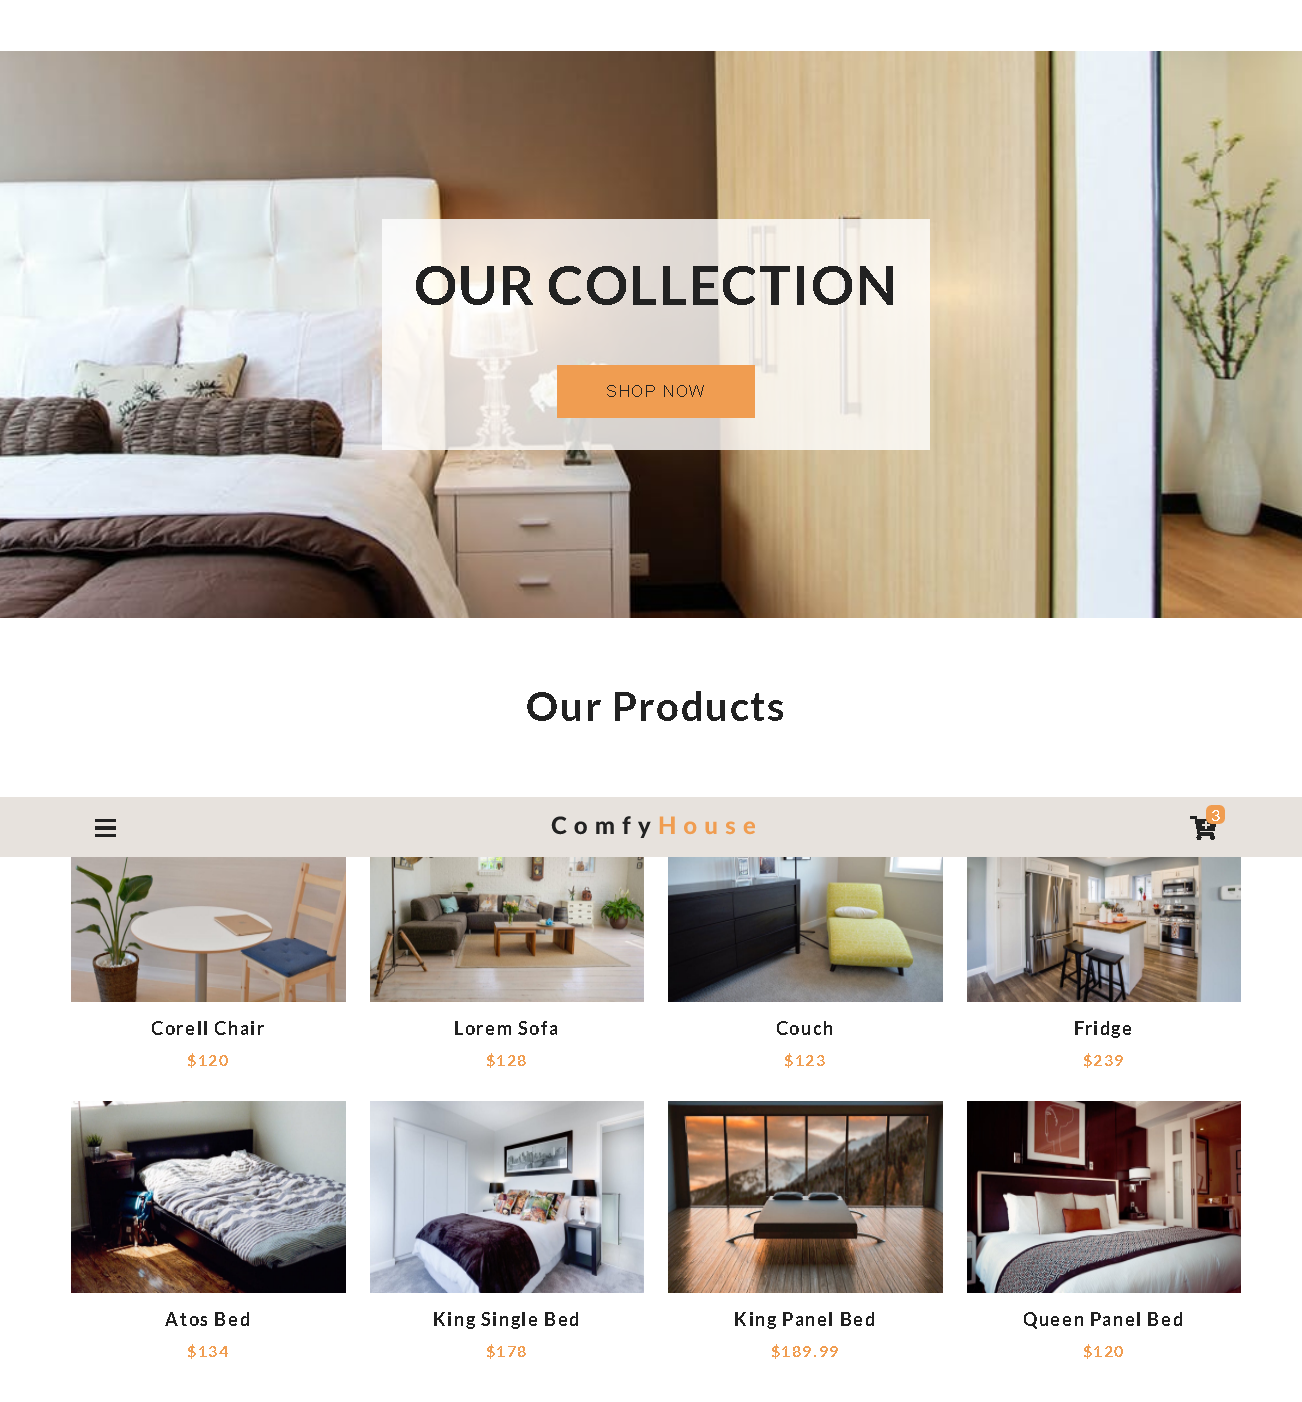 OUR COLLECTION
SHOP NOW
Our Products
ComfyHouse
3
Corell Chair
Lorem Sofa
Couch
Fridge
$120
$128
$123
$239
Atos Bed
King Single Bed
King Panel Bed
Queen Panel Bed
$134
$178
$189.99
$120